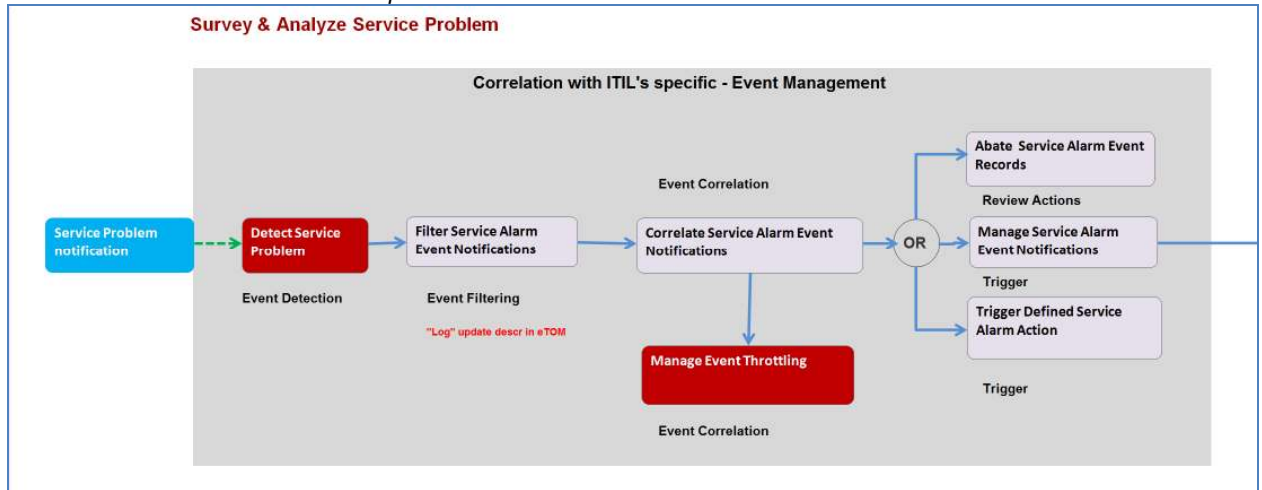 Survey & Analyze Service Problem
Correlation with ITIL's specific - Event Management
Abate Service Alarm Event
Records
Event Correlation
Review Actions
Service Problem
notification
Detect Service
Problem
Filter Service Alarm
Event Notifications
Correlate Service Alarm Event
Notifications
OR
Manage Service Alarm
Event Notifications
Event Detection
Event Filtering
Trigger
"Log" update descr in eTOM
Trigger Defined Service
Alarm Action
Manage Event Throttling
Trigger
Event Correlation